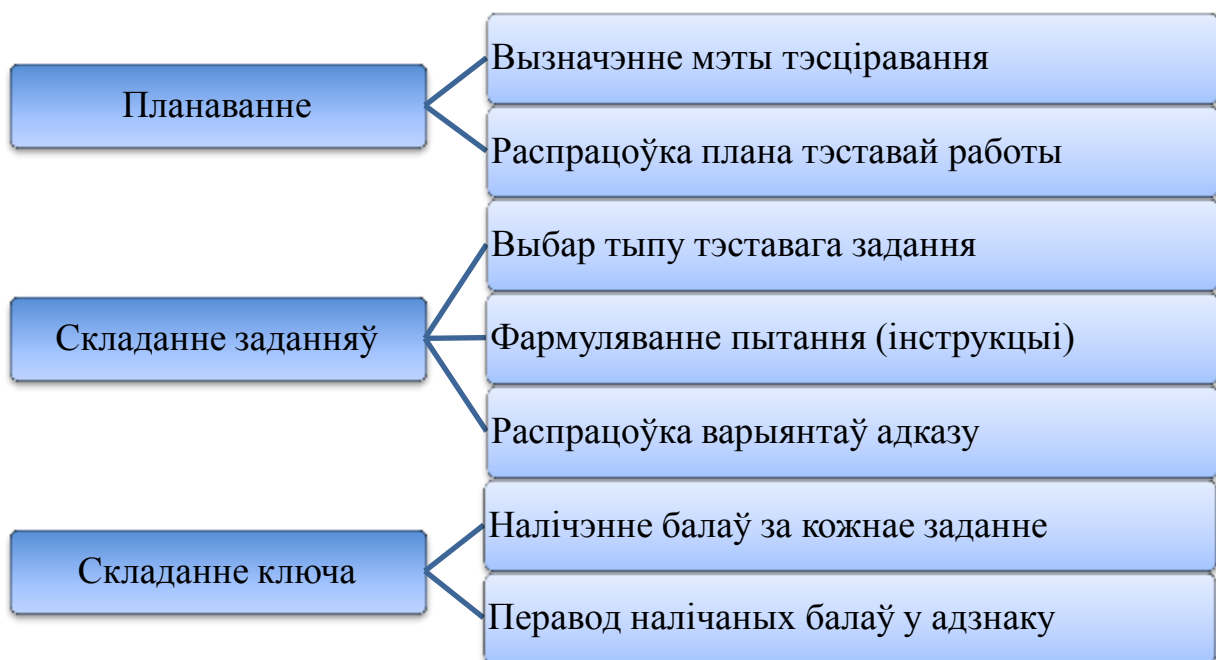 Планаванне
Вызначэнне мэты тэсціравання
Распрацоўка плана тэставай работы
Складанне заданняў
Выбар тыпу тэставага задання
Фармуляванне пытання (інструкцыі)
Распрацоўка варыянтаў адказу
Складанне ключа
Налічэнне балаў за кожнае заданне
Перавод налічаных балаў у адзнаку